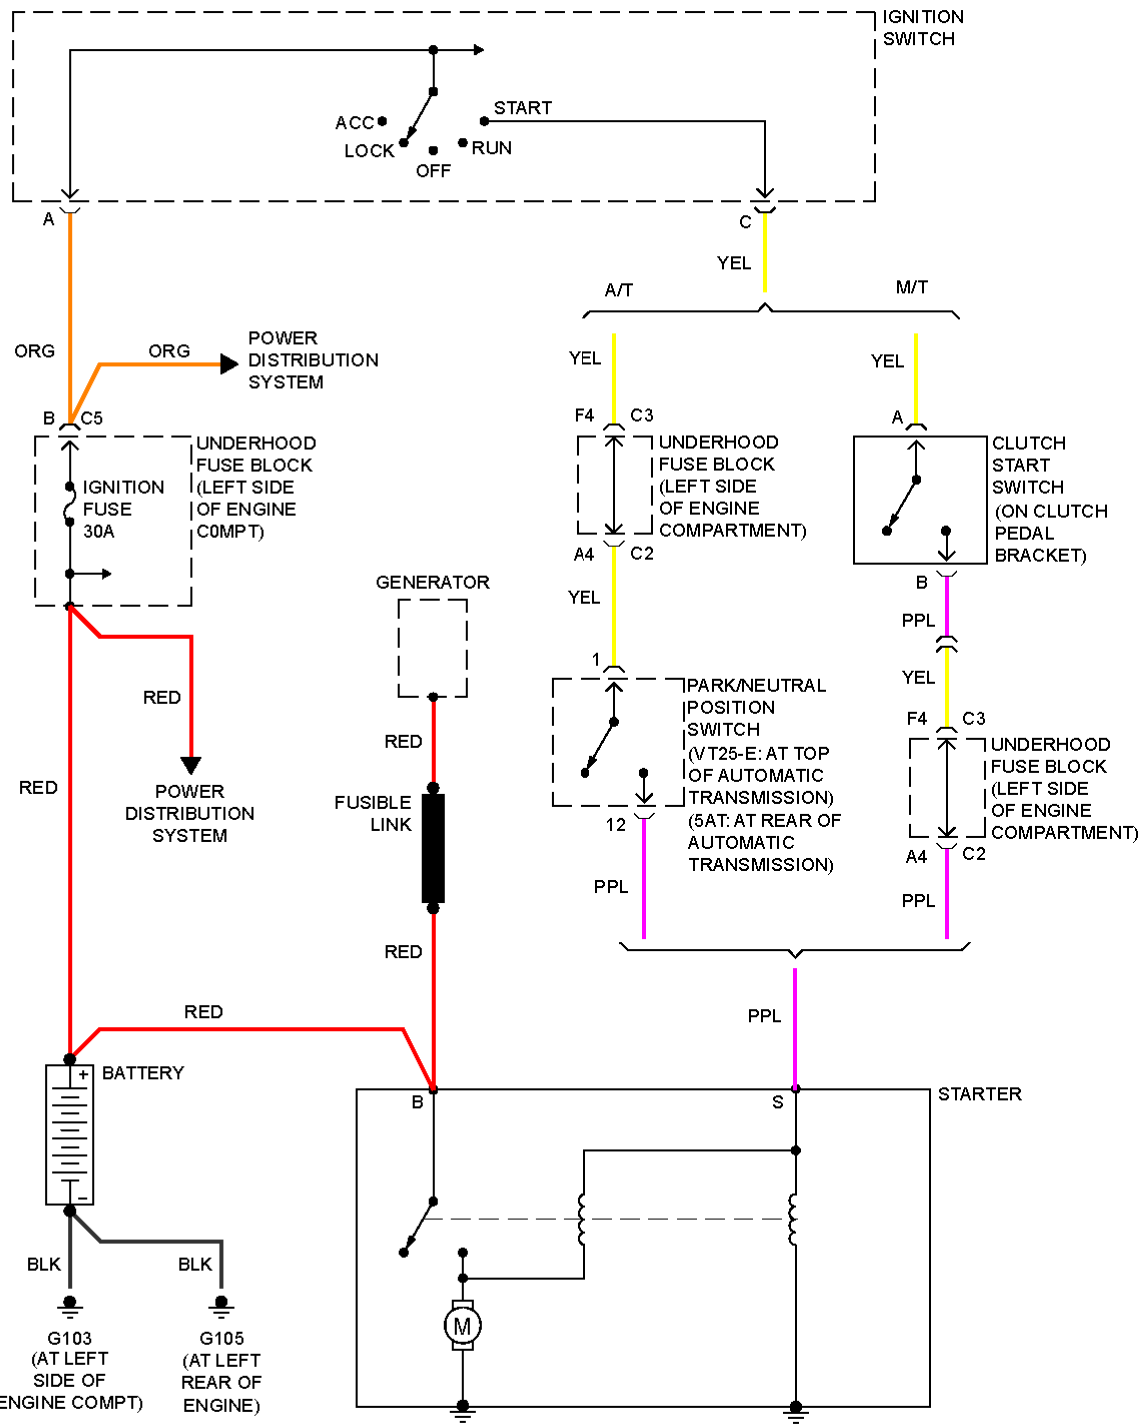 IGNITION
SWITCH
START
ACC
LOCK
RUN
OFF
A
C
YEL
A/T
M/T
ORG
ORG
POWER
DISTRIBUTION
SYSTEM
YEL
YEL
B
C5
F4
C3
A
UNDERHOOD
FUSE BLOCK
(LEFT SIDE
OF ENGINE
C0MPT)
IGNITION
FUSE
30A
UNDERHOOD
FUSE BLOCK
(LEFT SIDE
OF ENGINE
COMPARTMENT)
CLUTCH
START
SWITCH
(ON CLUTCH
PEDAL
BRACKET)
A4
C2
B
GENERATOR
YEL
PPL
1
YEL
RED
PARK/NEUTRAL
POSITION
SWITCH
(VT25-E: AT TOP
OF AUTOMATIC
TRANSMISSION)
(5AT: AT REAR OF
AUTOMATIC
TRANSMISSION)
F4
C3
RED
RED
POWER
DISTRIBUTION
SYSTEM
FUSIBLE
LINK
UNDERHOOD
FUSE BLOCK
(LEFT SIDE
OF ENGINE
COMPARTMENT)
12
A4
C2
PPL
PPL
RED
RED
PPL
BATTERY
+
-
B
S
STARTER
BLK
BLK
M
G103
(AT LEFT
SIDE OF
ENGINE COMPT)
G105
(AT LEFT
REAR OF
ENGINE)